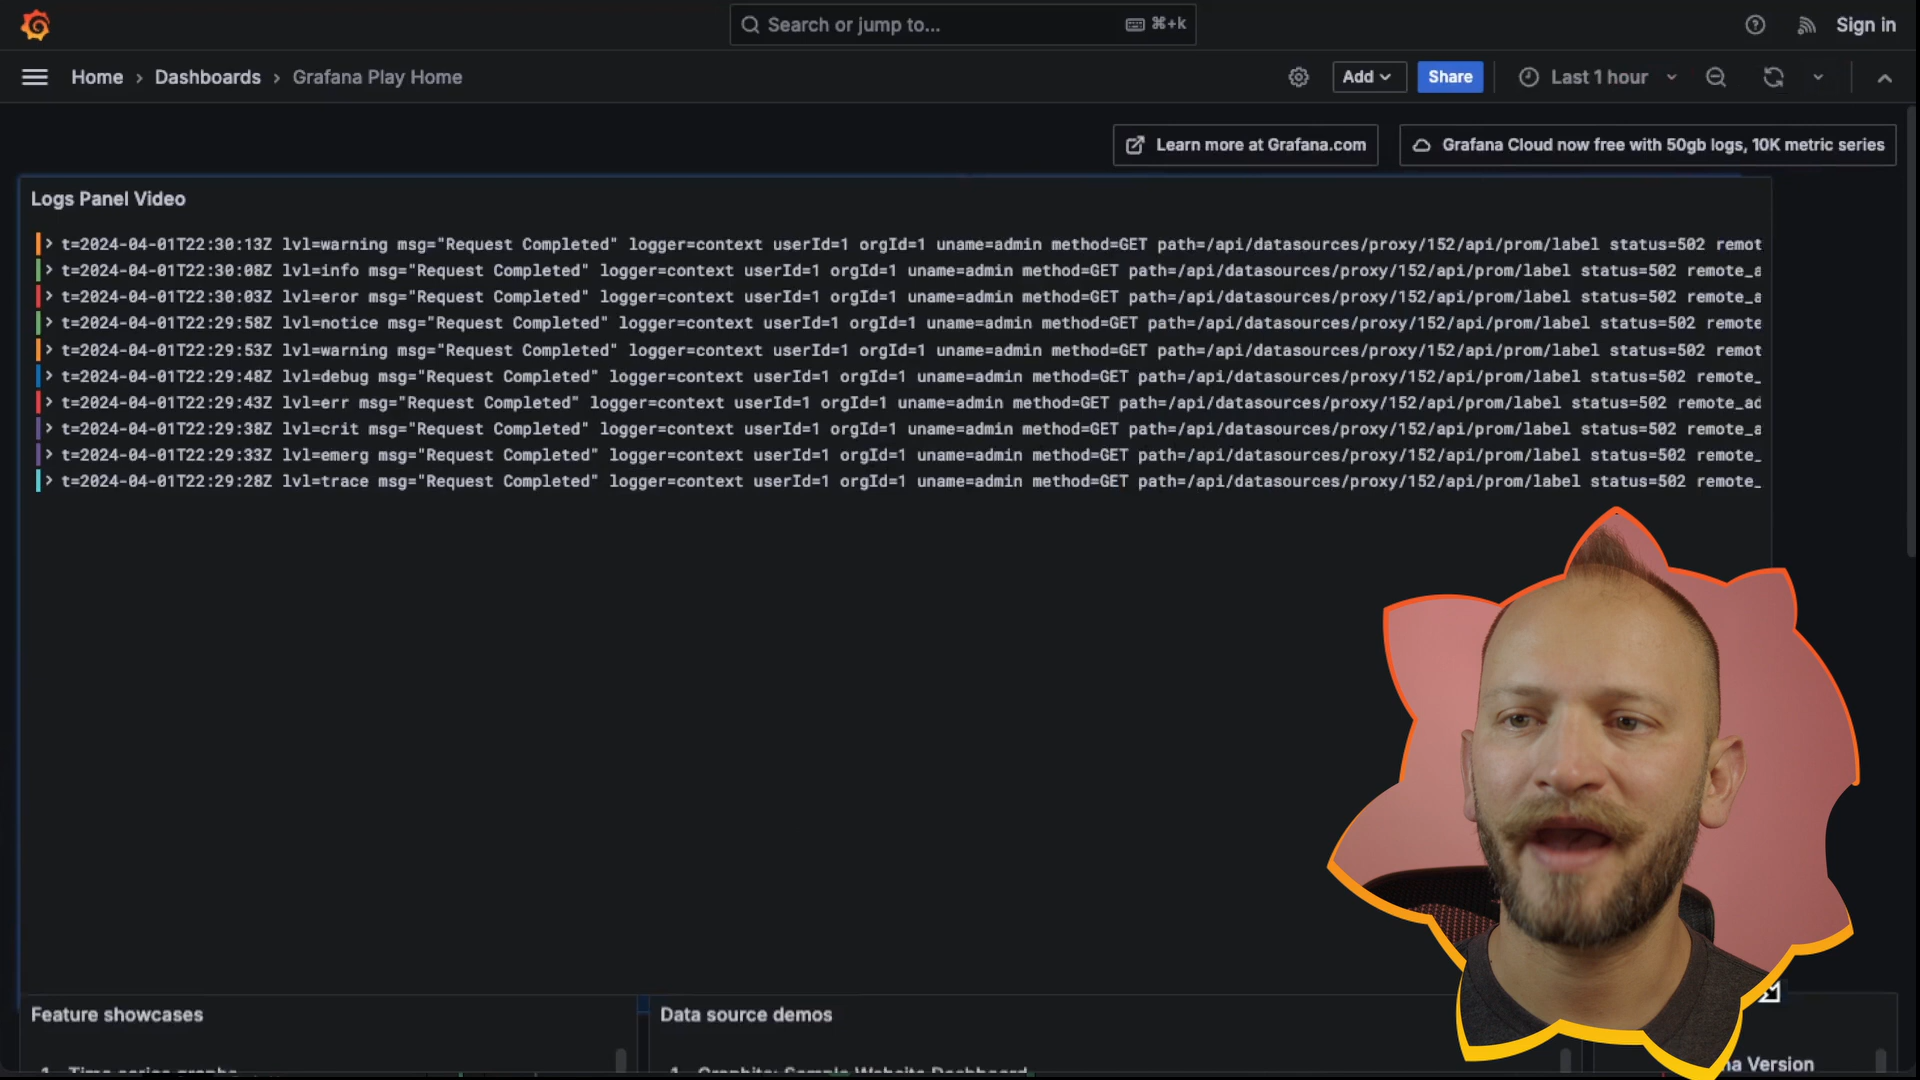 Search or jump to... ⌘+k
Sign in
Home › Dashboards › Grafana Play Home
Add
Share
Last 1 hour
Learn more at Grafana.com
Grafana Cloud now free with 50gb logs, 10K metric series
Logs Panel Video
t=2024-04-01T22:30:13Z lvl=warning msg="Request Completed" logger=context userId=1 orgId=1 uname=admin method=GET path=/api/datasources/proxy/152/api/prom/label status=502 remot
t=2024-04-01T22:30:08Z lvl=info msg="Request Completed" logger=context userId=1 orgId=1 uname=admin method=GET path=/api/datasources/proxy/152/api/prom/label status=502 remote_a
t=2024-04-01T22:30:03Z lvl=eror msg="Request Completed" logger=context userId=1 orgId=1 uname=admin method=GET path=/api/datasources/proxy/152/api/prom/label status=502 remote_a
t=2024-04-01T22:29:58Z lvl=notice msg="Request Completed" logger=context userId=1 orgId=1 uname=admin method=GET path=/api/datasources/proxy/152/api/prom/label status=502 remote
t=2024-04-01T22:29:53Z lvl=warning msg="Request Completed" logger=context userId=1 orgId=1 uname=admin method=GET path=/api/datasources/proxy/152/api/prom/label status=502 remot
t=2024-04-01T22:29:48Z lvl=debug msg="Request Completed" logger=context userId=1 orgId=1 uname=admin method=GET path=/api/datasources/proxy/152/api/prom/label status=502 remote_
t=2024-04-01T22:29:43Z lvl=err msg="Request Completed" logger=context userId=1 orgId=1 uname=admin method=GET path=/api/datasources/proxy/152/api/prom/label status=502 remote_ad
t=2024-04-01T22:29:38Z lvl=crit msg="Request Completed" logger=context userId=1 orgId=1 uname=admin method=GET path=/api/datasources/proxy/152/api/prom/label status=502 remote_a
t=2024-04-01T22:29:33Z lvl=emerg msg="Request Completed" logger=context userId=1 orgId=1 uname=admin method=GET path=/api/datasources/proxy/152/api/prom/label status=502 remote_
t=2024-04-01T22:29:28Z lvl=trace msg="Request Completed" logger=context userId=1 orgId=1 uname=admin method=GET path=/api/datasources/proxy/152/api/prom/label status=502 remote_
Feature showcases
Data source demos
1. Time series graphs
1. Graphite: Sample Website Dashboard
na Version